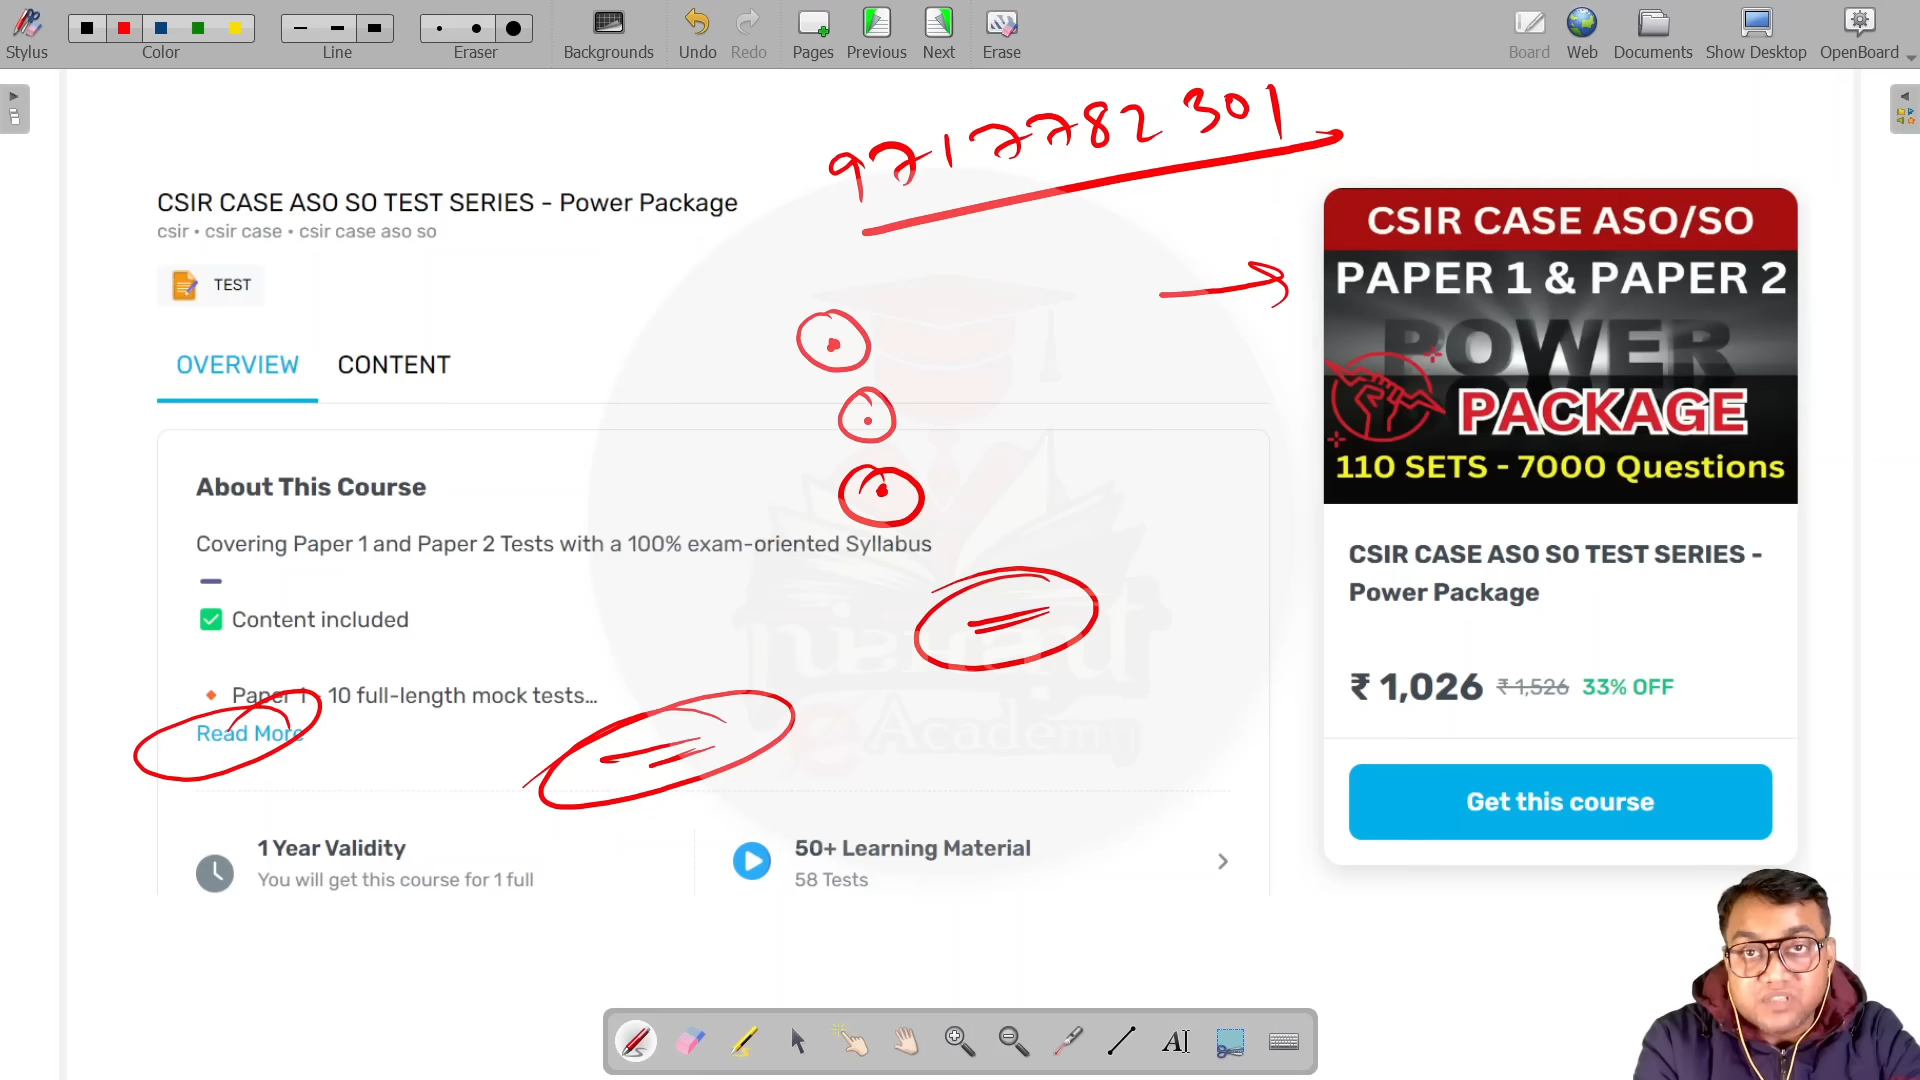 Stylus
Color
Line
Eraser
Backgrounds
Undo
Redo
Pages
Previous
Next
Erase
Board
Web
Documents
Show Desktop
OpenBoard
9717782301
CSIR CASE ASO SO TEST SERIES - Power Package
csir • csir case • csir case aso so
TEST
OVERVIEW
CONTENT
About This Course
Covering Paper 1 and Paper 2 Tests with a 100% exam-oriented Syllabus
Content included
Paper 1 - 10 full-length mock tests...
Read More
1 Year Validity
You will get this course for 1 full
50+ Learning Material
58 Tests
Academy
CSIR CASE ASO/SO
PAPER 1 & PAPER 2
POWER
PACKAGE
110 SETS - 7000 Questions
CSIR CASE ASO SO TEST SERIES -
Power Package
₹ 1,026 ₹ 1,526 33% OFF
Get this course